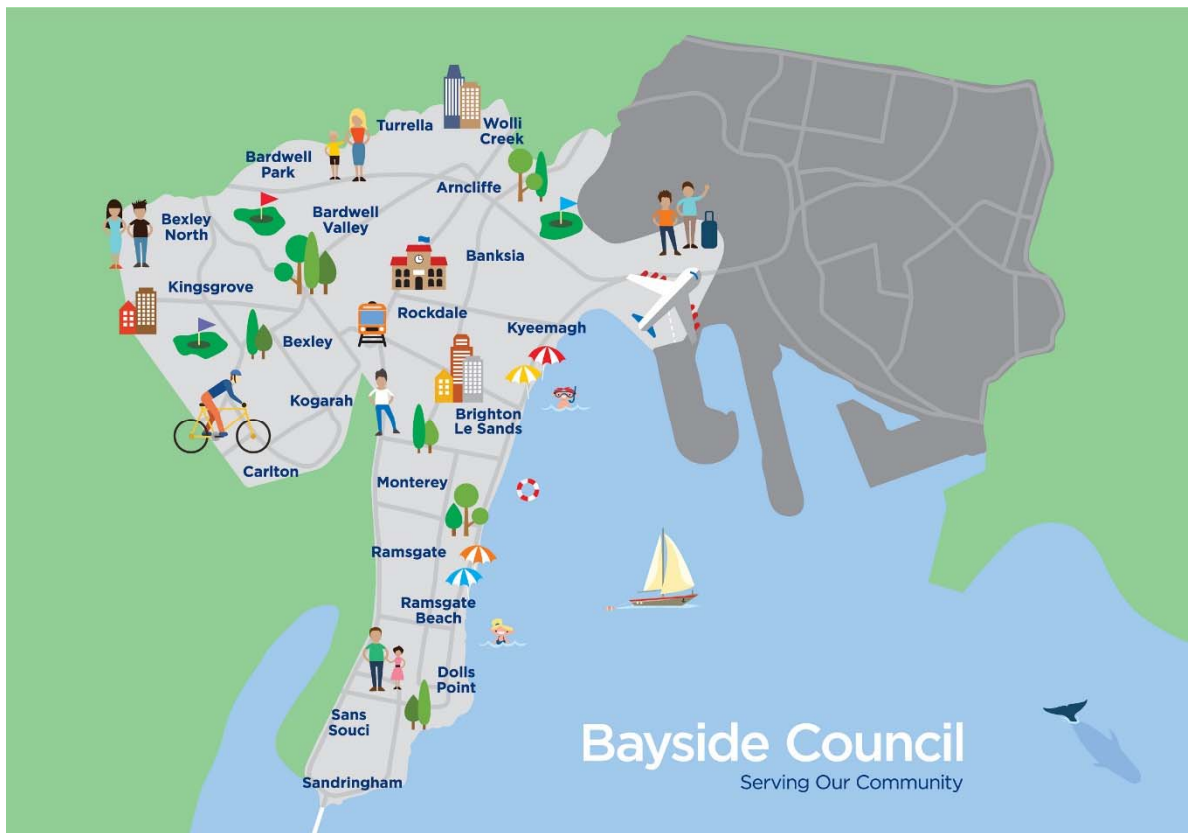 Turrella
Wolli
Creek
Bardwell
Park
Arncliffe
Bexley
North
Bardwell
Valley
Banksia
Kingsgrove
Rockdale
Kyeemagh
Bexley
Kogarah
Brighton
Le Sands
Carlton
Monterey
Ramsgate
Ramsgate
Beach
Dolls
Point
Sans
Souci
Sandringham
Bayside Council
Serving Our Community